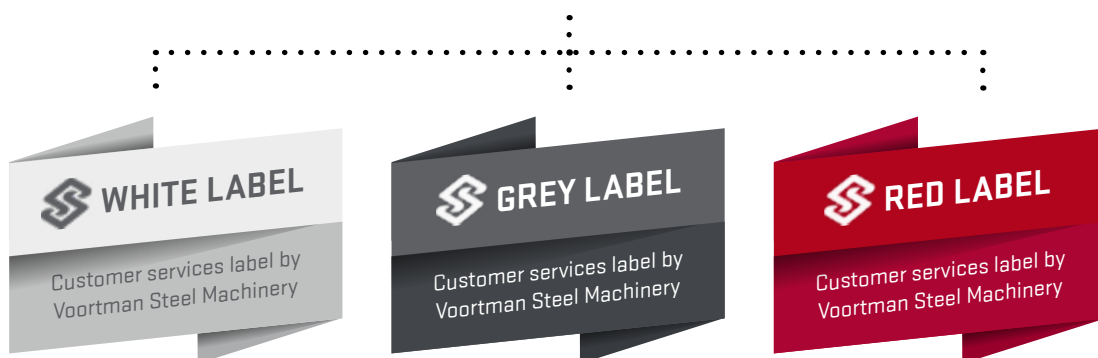 WHITE LABEL
Customer services label by
Voortman Steel Machinery
GREY LABEL
Customer services label by
Voortman Steel Machinery
RED LABEL
Customer services label by
Voortman Steel Machinery